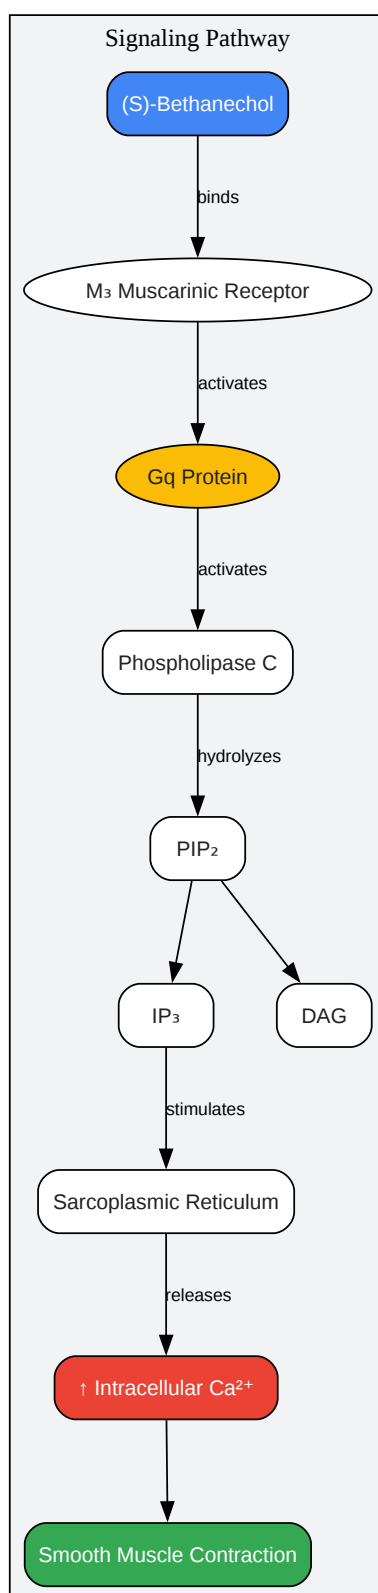 Signaling Pathway
(S)-Bethanechol
binds
M₃ Muscarinic Receptor
activates
Gq Protein
activates
Phospholipase C
hydrolyzes
PIP₂
IP₃
DAG
stimulates
Sarcoplasmic Reticulum
releases
↑ Intracellular Ca²⁺
Smooth Muscle Contraction